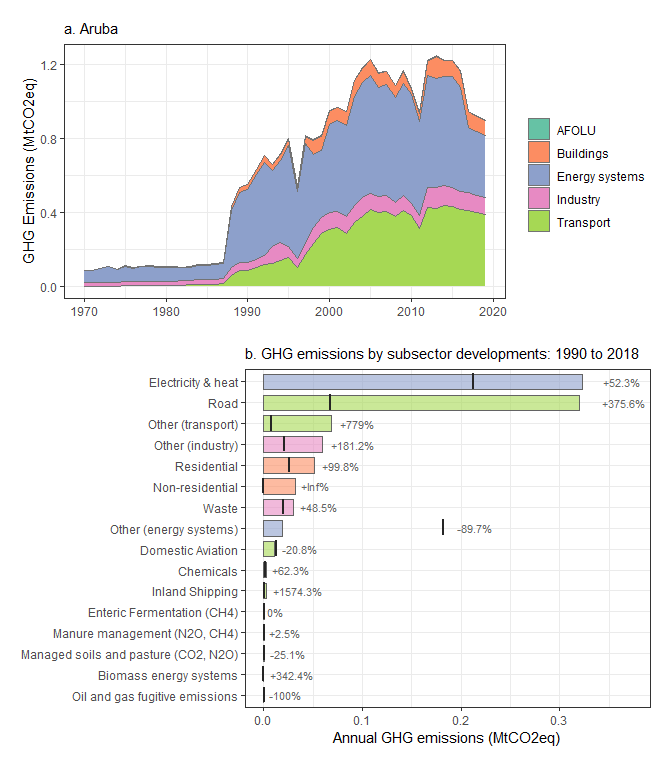 a. Aruba
GHG Emissions (MtCO2eq)
1.2
0.8
0.4
0.0
1970
1980
1990
2000
2010
2020
AFOLU
Buildings
Energy systems
Industry
Transport
b. GHG emissions by subsector developments: 1990 to 2018
Electricity & heat +52.3%
Road +375.6%
Other (transport) +779%
Other (industry) +181.2%
Residential +99.8%
Non-residential +Inf%
Waste +48.5%
Other (energy systems) -89.7%
Domestic Aviation -20.8%
Chemicals +62.3%
Inland Shipping +1574.3%
Enteric Fermentation (CH4) 0%
Manure management (N2O, CH4) +2.5%
Managed soils and pasture (CO2, N2O) -25.1%
Biomass energy systems +342.4%
Oil and gas fugitive emissions -100%
0.0
0.1
0.2
0.3
Annual GHG emissions (MtCO2eq)